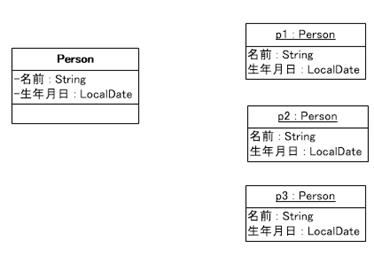 Person
-名前 : String
-生年月日 : LocalDate
p1 : Person
名前 : String
生年月日 : LocalDate
p2 : Person
名前 : String
生年月日 : LocalDate
p3 : Person
名前 : String
生年月日 : LocalDate